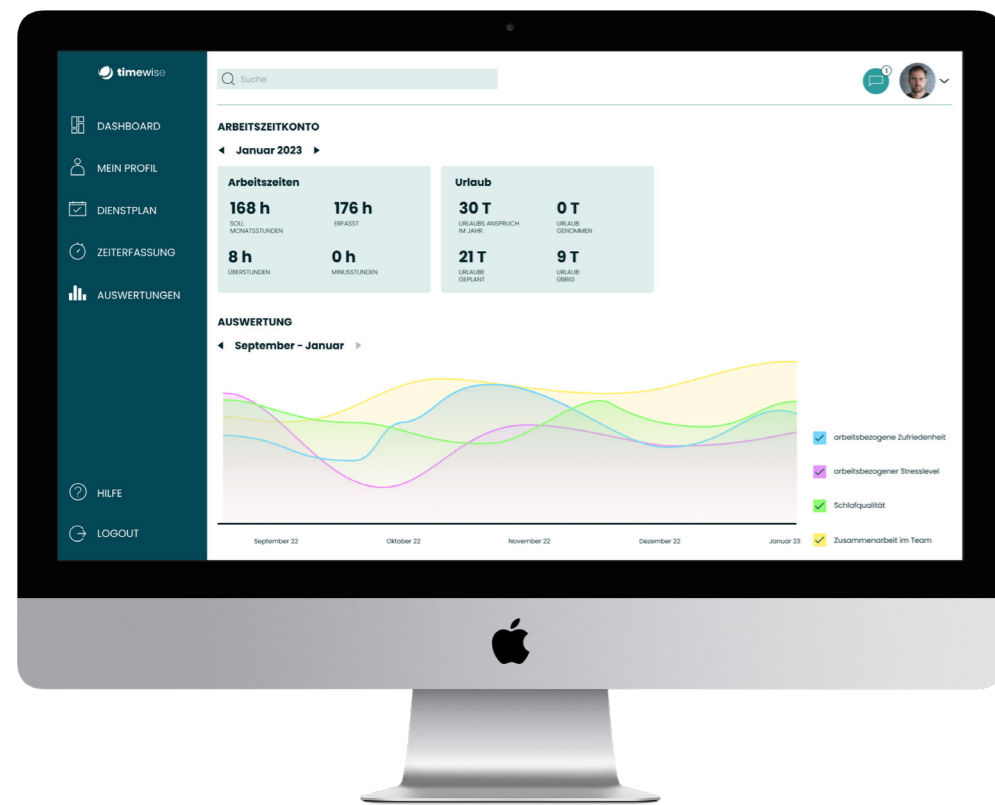 timewise
Suche
1
DASHBOARD
MEIN PROFIL
DIENSTPLAN
ZEITERFASSUNG
AUSWERTUNGEN
HILFE
LOGOUT
ARBEITSZEITKONTO
Januar 2023
Arbeitszeiten
168 h
SOLL
MONATSSTUNDEN
176 h
ERFASST
8 h
ÜBERSTUNDEN
0 h
MINUSSTUNDEN
Urlaub
30 T
URLAUBS ANSPRUCH
IM JAHR
0 T
URLAUB
GENOMMEN
21 T
URLAUBE
GEPLANT
9 T
URLAUB
ÜBRIG
AUSWERTUNG
September - Januar
arbeitsbezogene Zufriedenheit
arbeitsbezogener Stresslevel
Schlafqualität
Zusammenarbeit im Team
September 22
Oktober 22
November 22
Dezember 22
Januar 23